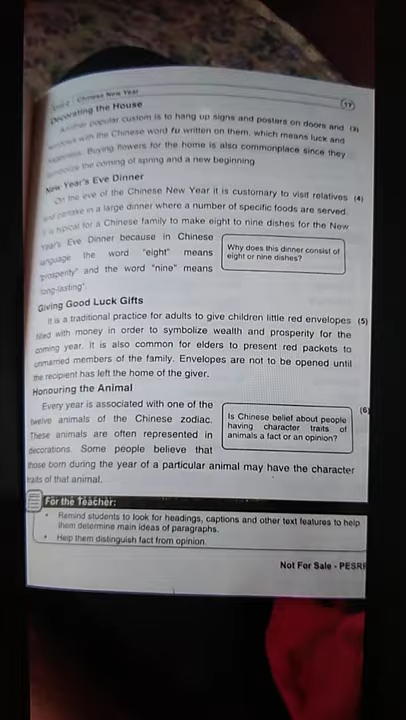 Unit-2 | Chinese New Year
17
Decorating the House
Another popular custom is to hang up signs and posters on doors and (3)
windows with the Chinese word fu written on them, which means luck and
happiness. Buying flowers for the home is also commonplace since they
symbolize the coming of spring and a new beginning
New Year's Eve Dinner
On the eve of the Chinese New Year it is customary to visit relatives (4)
and partake in a large dinner where a number of specific foods are served.
It is typical for a Chinese family to make eight to nine dishes for the New
Year's Eve Dinner because in Chinese
language the word "eight" means
"prosperity" and the word "nine" means
"long-lasting".
Why does this dinner consist of
eight or nine dishes?
Giving Good Luck Gifts
It is a traditional practice for adults to give children little red envelopes (5)
filled with money in order to symbolize wealth and prosperity for the
coming year. It is also common for elders to present red packets to
unmarried members of the family. Envelopes are not to be opened until
the recipient has left the home of the giver.
Honouring the Animal
Every year is associated with one of the
twelve animals of the Chinese zodiac.
These animals are often represented in
decorations. Some people believe that
(6)
Is Chinese belief about people
having character traits of
animals a fact or an opinion?
those born during the year of a particular animal may have the character
traits of that animal.
For the Teacher:
• Remind students to look for headings, captions and other text features to help
them determine main ideas of paragraphs.
• Help them distinguish fact from opinion.
Not For Sale - PESRP